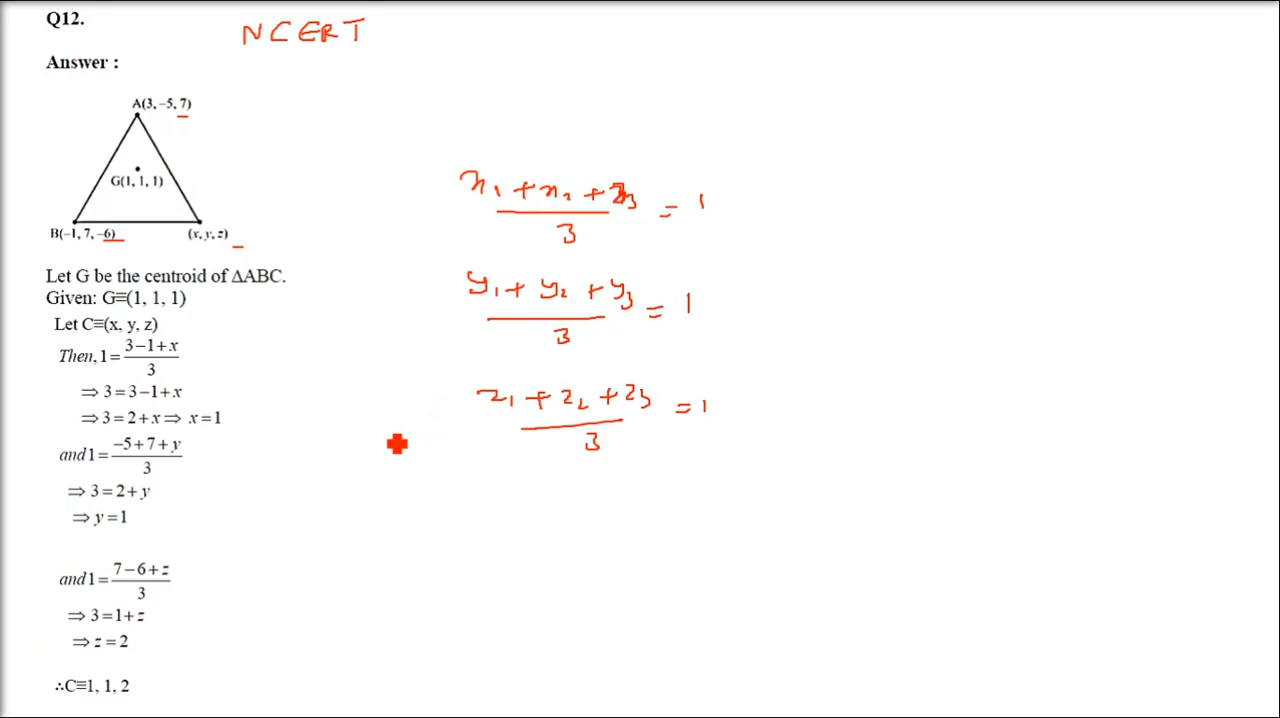 Q12.
NCERT
Answer :
A(3, −5, 7)
G(1, 1, 1)
B(−1, 7, −6)
(x, y, z)
Let G be the centroid of ΔABC.
Given: G≡(1, 1, 1)
Let C≡(x, y, z)
Then, 1 = (3−1+x)/3
⇒ 3 = 3−1+x
⇒ 3 = 2+x ⇒ x = 1
and 1 = (−5+7+y)/3
⇒ 3 = 2+y
⇒ y = 1
and 1 = (7−6+z)/3
⇒ 3 = 1+z
⇒ z = 2
∴C≡1, 1, 2
(x₁ + x₂ + x₃)/3 = 1
(y₁ + y₂ + y₃)/3 = 1
(z₁ + z₂ + z₃)/3 = 1